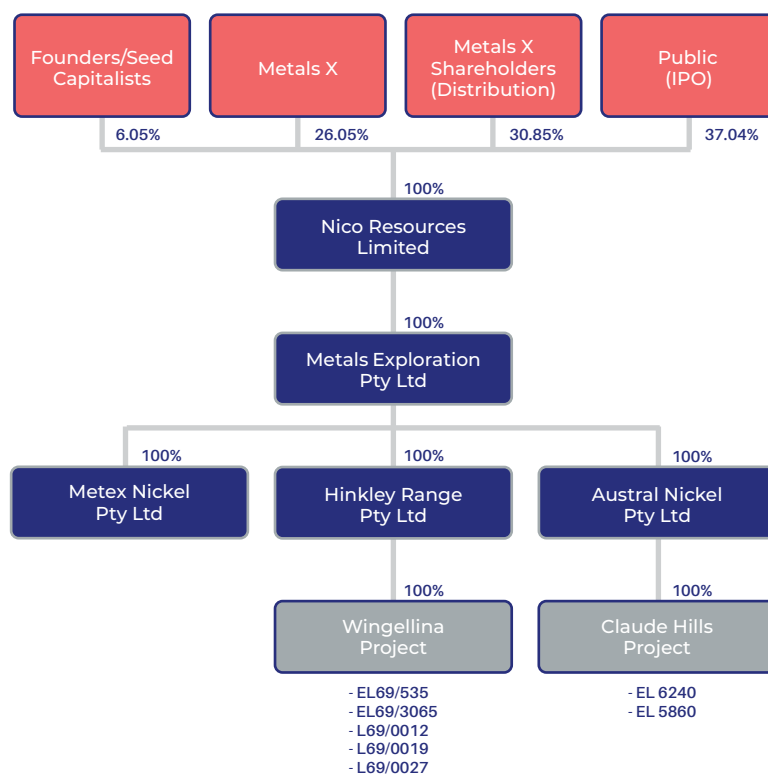 Founders/Seed
Capitalists
Metals X
Metals X
Shareholders
(Distribution)
Public
(IPO)
6.05%
26.05%
30.85%
37.04%
100%
Nico Resources
Limited
100%
Metals Exploration
Pty Ltd
100%
100%
100%
Metex Nickel
Pty Ltd
Hinkley Range
Pty Ltd
Austral Nickel
Pty Ltd
100%
100%
Wingellina
Project
Claude Hills
Project
- EL69/535
- EL69/3065
- L69/0012
- L69/0019
- L69/0027
- EL 6240
- EL 5860